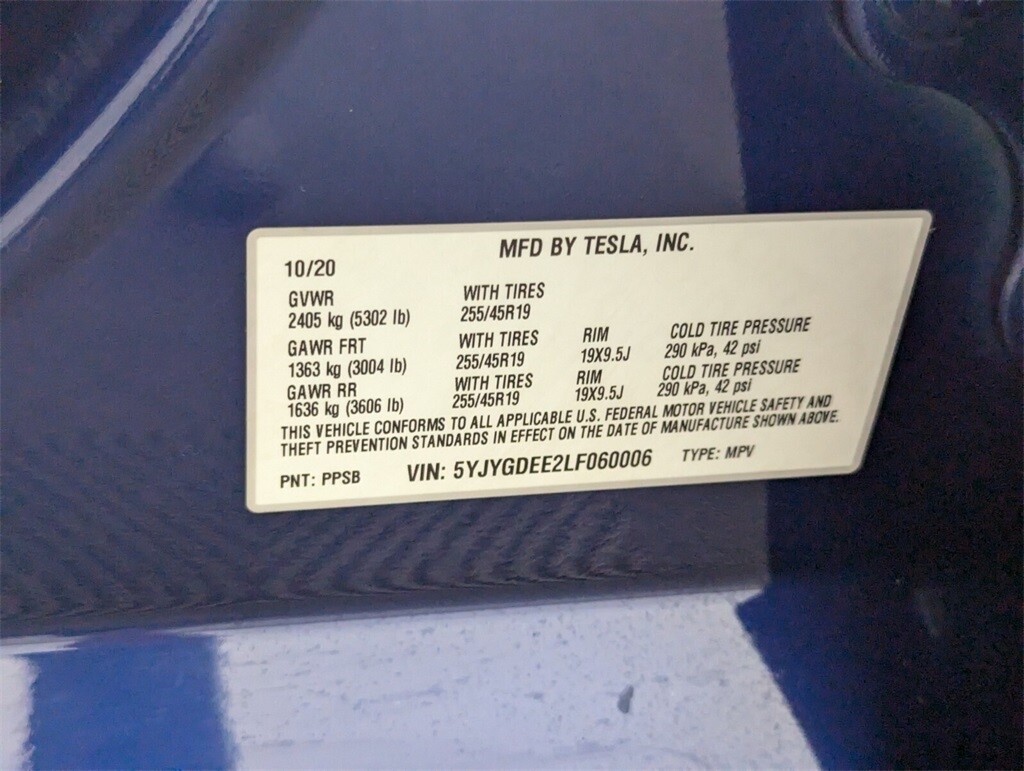 MFD BY TESLA, INC.
10/20
GVWR WITH TIRES
2405 kg (5302 lb) 255/45R19
GAWR FRT WITH TIRES RIM COLD TIRE PRESSURE
1363 kg (3004 lb) 255/45R19 19X9.5J 290 kPa, 42 psi
GAWR RR WITH TIRES RIM COLD TIRE PRESSURE
1636 kg (3606 lb) 255/45R19 19X9.5J 290 kPa, 42 psi
THIS VEHICLE CONFORMS TO ALL APPLICABLE U.S. FEDERAL MOTOR VEHICLE SAFETY AND
THEFT PREVENTION STANDARDS IN EFFECT ON THE DATE OF MANUFACTURE SHOWN ABOVE.
PNT: PPSB VIN: 5YJYGDEE2LF060006 TYPE: MPV